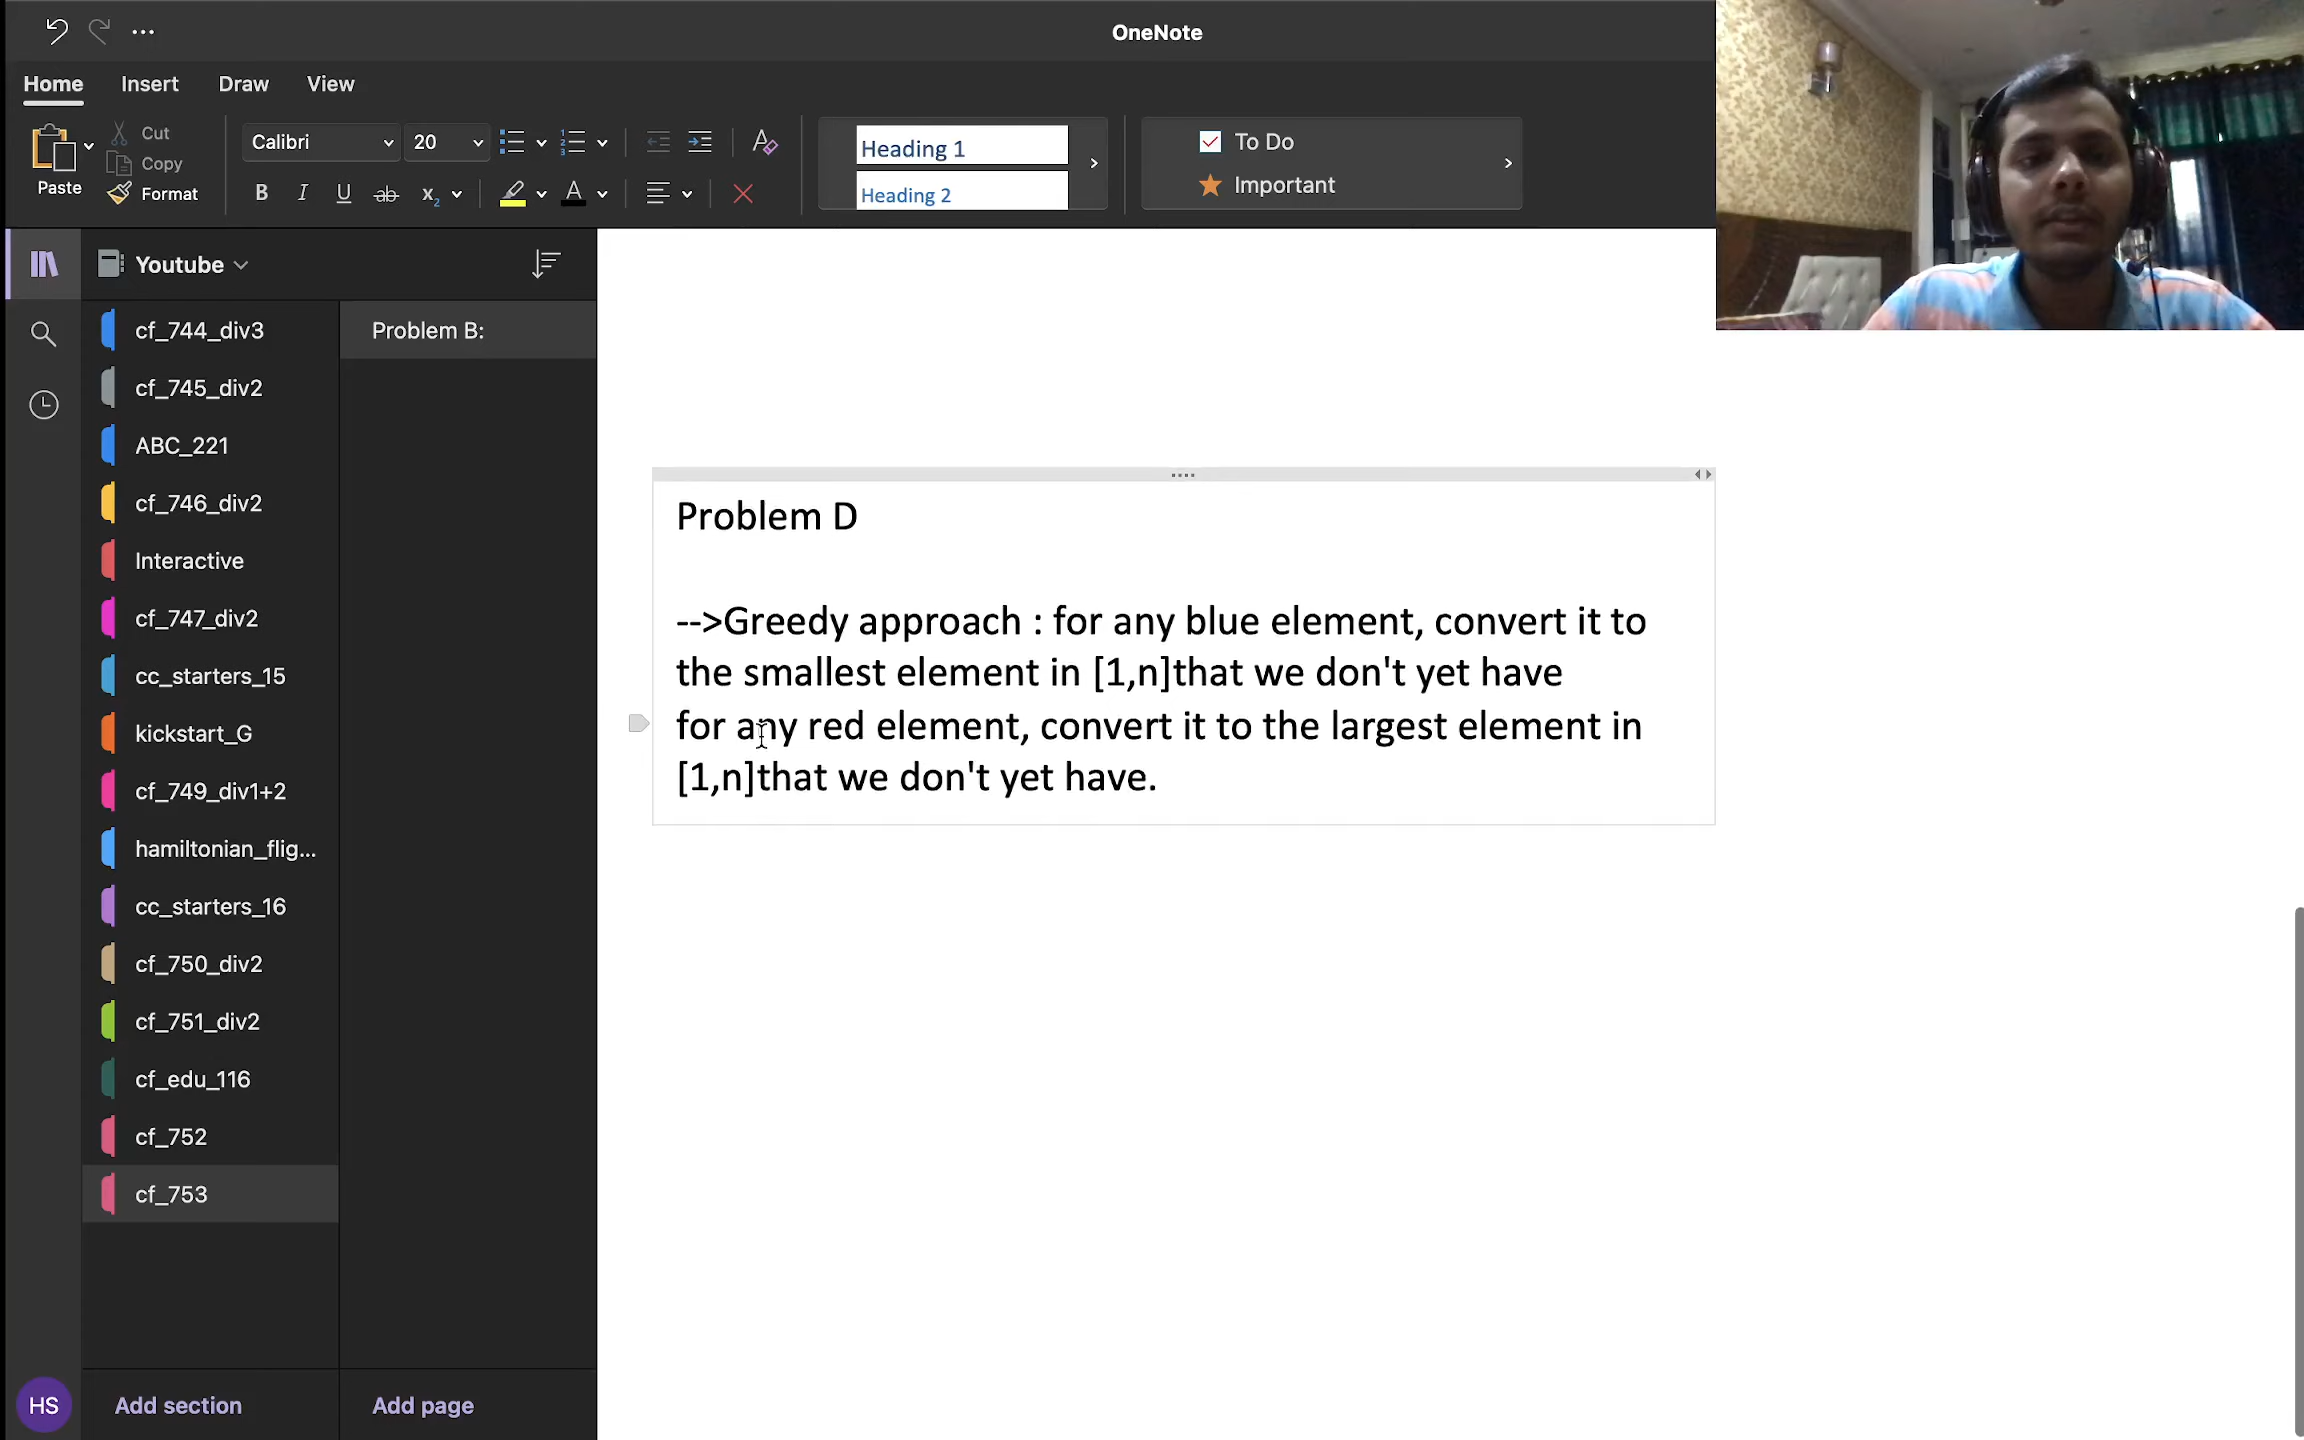 OneNote
Home Insert Draw View
Paste
Cut
Copy
Format
Calibri 20
B I U ab x2 A
Heading 1
Heading 2
To Do
Important
Youtube
cf_744_div3
cf_745_div2
ABC_221
cf_746_div2
Interactive
cf_747_div2
cc_starters_15
kickstart_G
cf_749_div1+2
hamiltonian_flig...
cc_starters_16
cf_750_div2
cf_751_div2
cf_edu_116
cf_752
cf_753
Problem B:
Problem D
-->Greedy approach : for any blue element, convert it to
the smallest element in [1,n]that we don't yet have
for any red element, convert it to the largest element in
[1,n]that we don't yet have.
HS
Add section
Add page